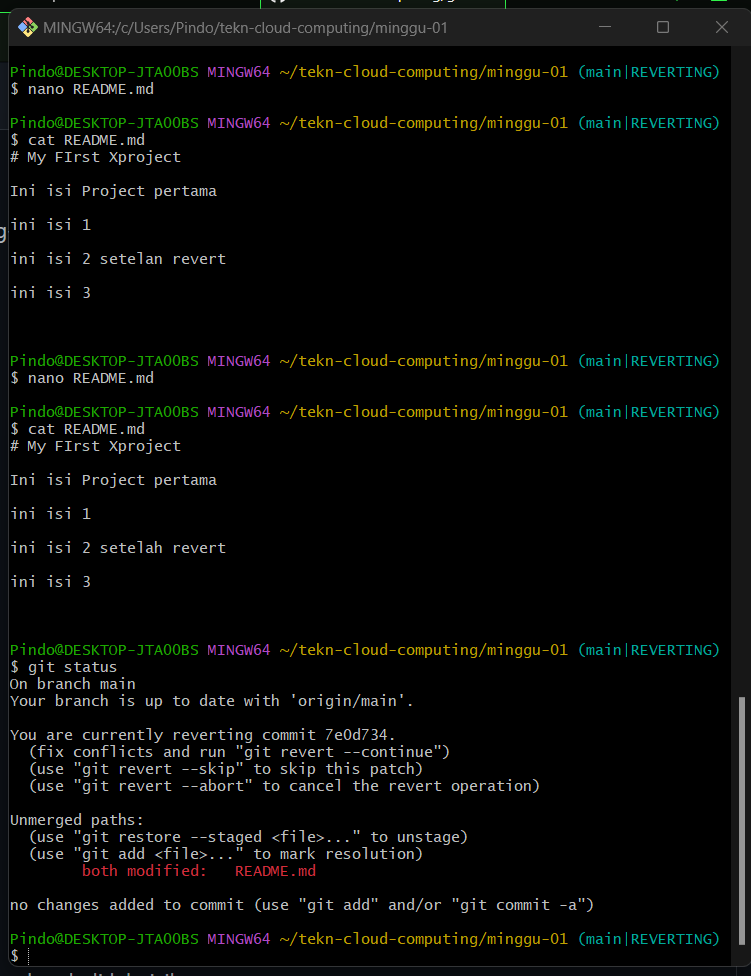 MINGW64:/c/Users/Pindo/tekn-cloud-computing/minggu-01
Pindo@DESKTOP-JTAO0BS MINGW64 ~/tekn-cloud-computing/minggu-01 (main|REVERTING)
$ nano README.md
Pindo@DESKTOP-JTAO0BS MINGW64 ~/tekn-cloud-computing/minggu-01 (main|REVERTING)
$ cat README.md
# My FIrst Xproject
Ini isi Project pertama
ini isi 1
ini isi 2 setelan revert
ini isi 3
Pindo@DESKTOP-JTAO0BS MINGW64 ~/tekn-cloud-computing/minggu-01 (main|REVERTING)
$ nano README.md
Pindo@DESKTOP-JTAO0BS MINGW64 ~/tekn-cloud-computing/minggu-01 (main|REVERTING)
$ cat README.md
# My FIrst Xproject
Ini isi Project pertama
ini isi 1
ini isi 2 setelah revert
ini isi 3
Pindo@DESKTOP-JTAO0BS MINGW64 ~/tekn-cloud-computing/minggu-01 (main|REVERTING)
$ git status
On branch main
Your branch is up to date with 'origin/main'.
You are currently reverting commit 7e0d734.
(fix conflicts and run "git revert --continue")
(use "git revert --skip" to skip this patch)
(use "git revert --abort" to cancel the revert operation)
Unmerged paths:
(use "git restore --staged <file>..." to unstage)
(use "git add <file>..." to mark resolution)
both modified: README.md
no changes added to commit (use "git add" and/or "git commit -a")
Pindo@DESKTOP-JTAO0BS MINGW64 ~/tekn-cloud-computing/minggu-01 (main|REVERTING)
$